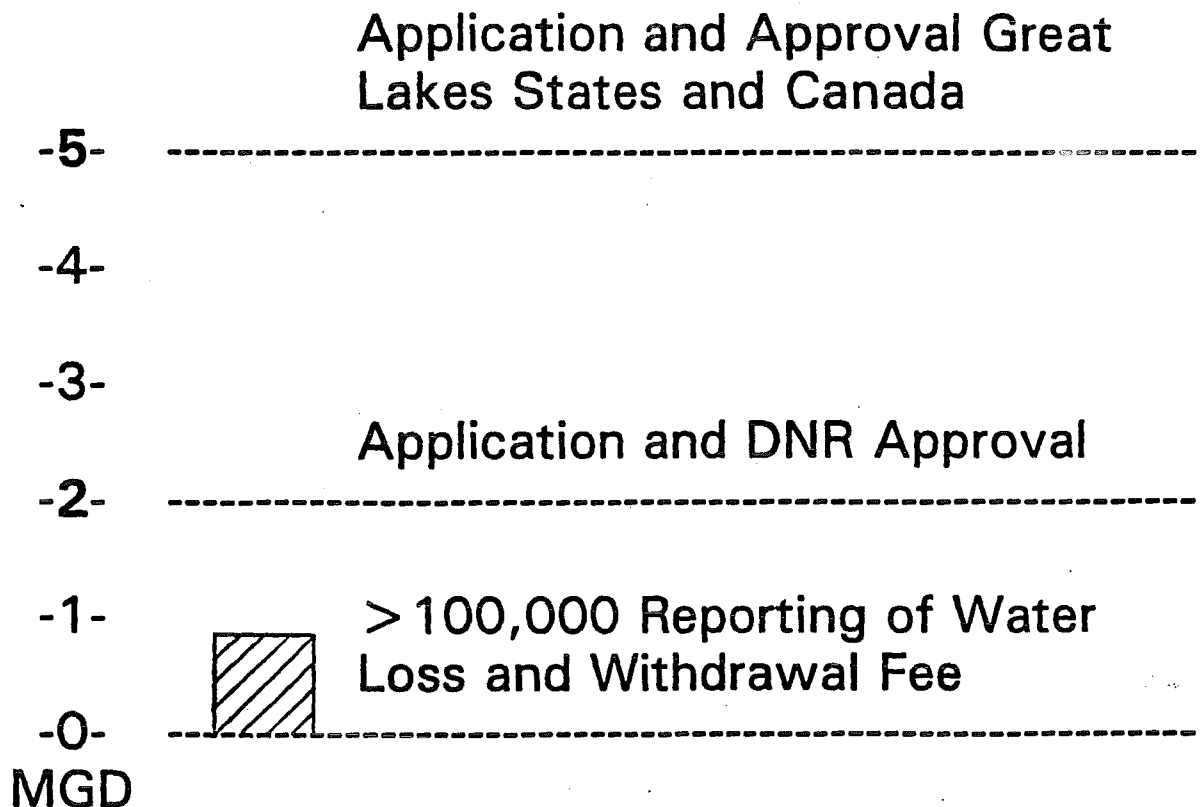 Application and Approval Great
Lakes States and Canada
-5-
-4-
-3-
Application and DNR Approval
-2-
-1-
>100,000 Reporting of Water
Loss and Withdrawal Fee
-0-
MGD